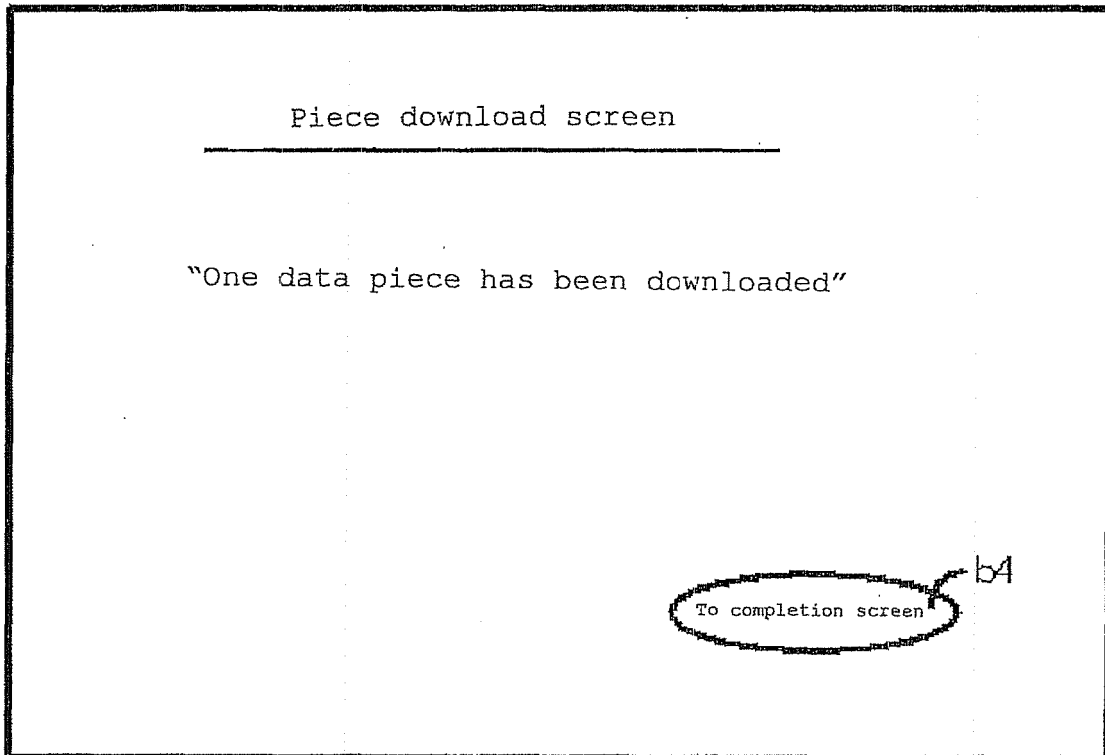 Piece download screen
“One data piece has been downloaded”
b4
To completion screen